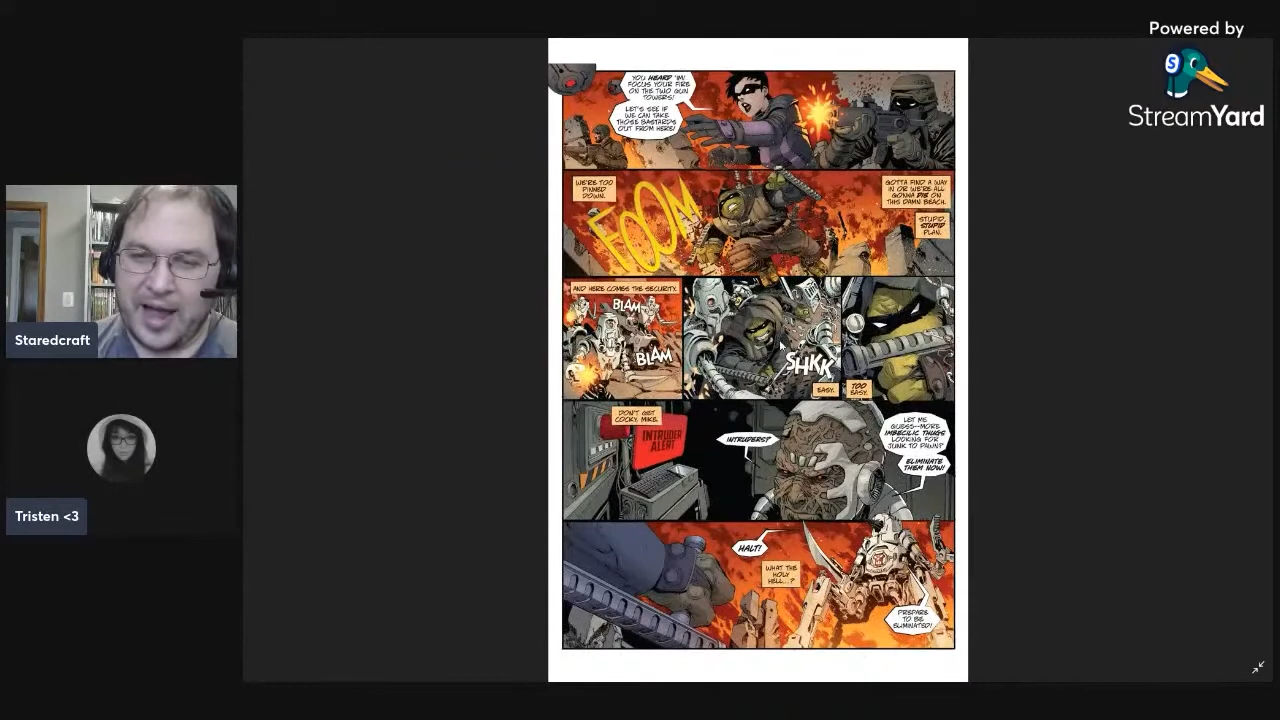 Powered by
StreamYard
YOU HEARD 'IM!
FOCUS YOUR FIRE
ON THE TWO GUN
TOWERS!
LET'S SEE IF
WE CAN TAKE
THOSE BASTARDS
OUT FROM HERE!
WE'RE TOO
PINNED
DOWN.
FOOM
GOTTA FIND A WAY
IN OR WE'RE ALL
GONNA DIE ON
THIS DAMN BEACH.
STUPID,
STUPID
PLAN.
AND HERE COMES THE SECURITY.
BLAM
BLAM
SHKK
EASY.
TOO
EASY.
DON'T GET
COCKY, MIKE.
INTRUDER
ALERT
INTRUDERS?
LET ME
GUESS--MORE
IMBECILIC THUGS
LOOKING FOR
JUNK TO PAWN?
ELIMINATE
THEM NOW!
HALT!
WHAT THE
HOLY
HELL...?
PREPARE
TO BE
ELIMINATED!
Staredcraft
Tristen <3